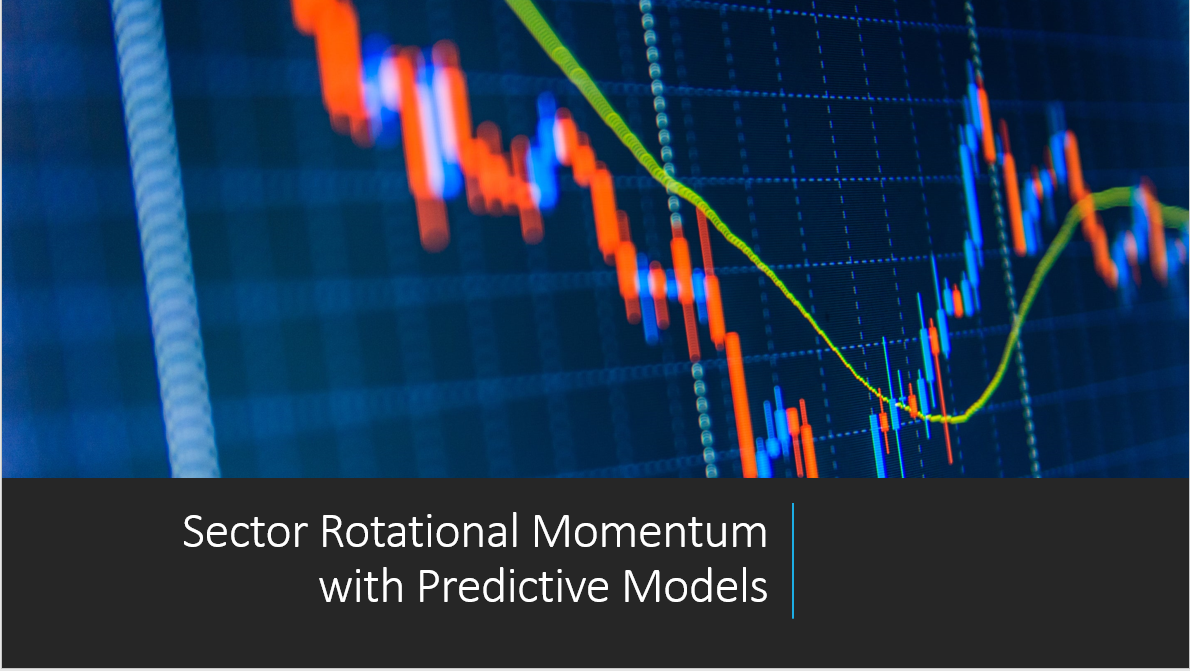 Sector Rotational Momentum
with Predictive Models